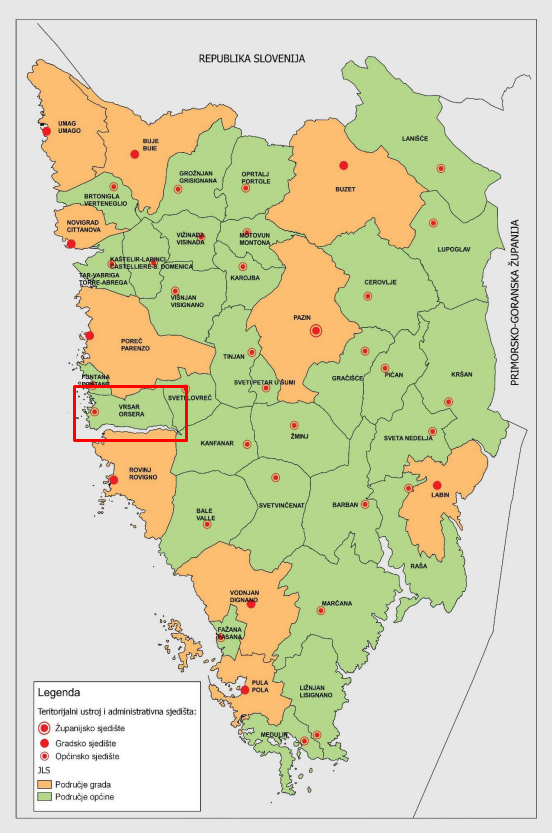 REPUBLIKA SLOVENIJA
UMAG
UMAGO
BUJE
BUIE
LANIŠĆE
GROŽNJAN
GRISIGNANA
OPRTALJ
PORTOLE
BUZET
BRTONIGLA
VERTENEGLIO
NOVIGRAD
CITTANOVA
VIŽINADA
VISINADA
MOTOVUN
MONTONA
LUPOGLAV
PRIMORSKO-GORANSKA ŽUPANIJA
KAŠTELIR-LABINCI
CASTELLIERE-S. DOMENICA
TAR-VABRIGA
TORRE-ABREGA
KAROJBA
CEROVLJE
VIŠNJAN
VISIGNANO
PAZIN
POREČ
PARENZO
TINJAN
FUNTANA
FONTANE
SVETI PETAR U ŠUMI
GRAČIŠĆE
PIĆAN
KRŠAN
SVETI LOVREČ
VRSAR
ORSERA
KANFANAR
ŽMINJ
SVETA NEDELJA
ROVINJ
ROVIGNO
LABIN
SVETVINČENAT
BARBAN
BALE
VALLE
RAŠA
VODNJAN
DIGNANO
MARČANA
FAŽANA
FASANA
PULA
POLA
LIŽNJAN
LISIGNANO
MEDULIN
Legenda
Teritorijalni ustroj i administrativna sjedišta:
Županijsko sjedište
Gradsko sjedište
Općinsko sjedište
JLS
Područje grada
Područje općine